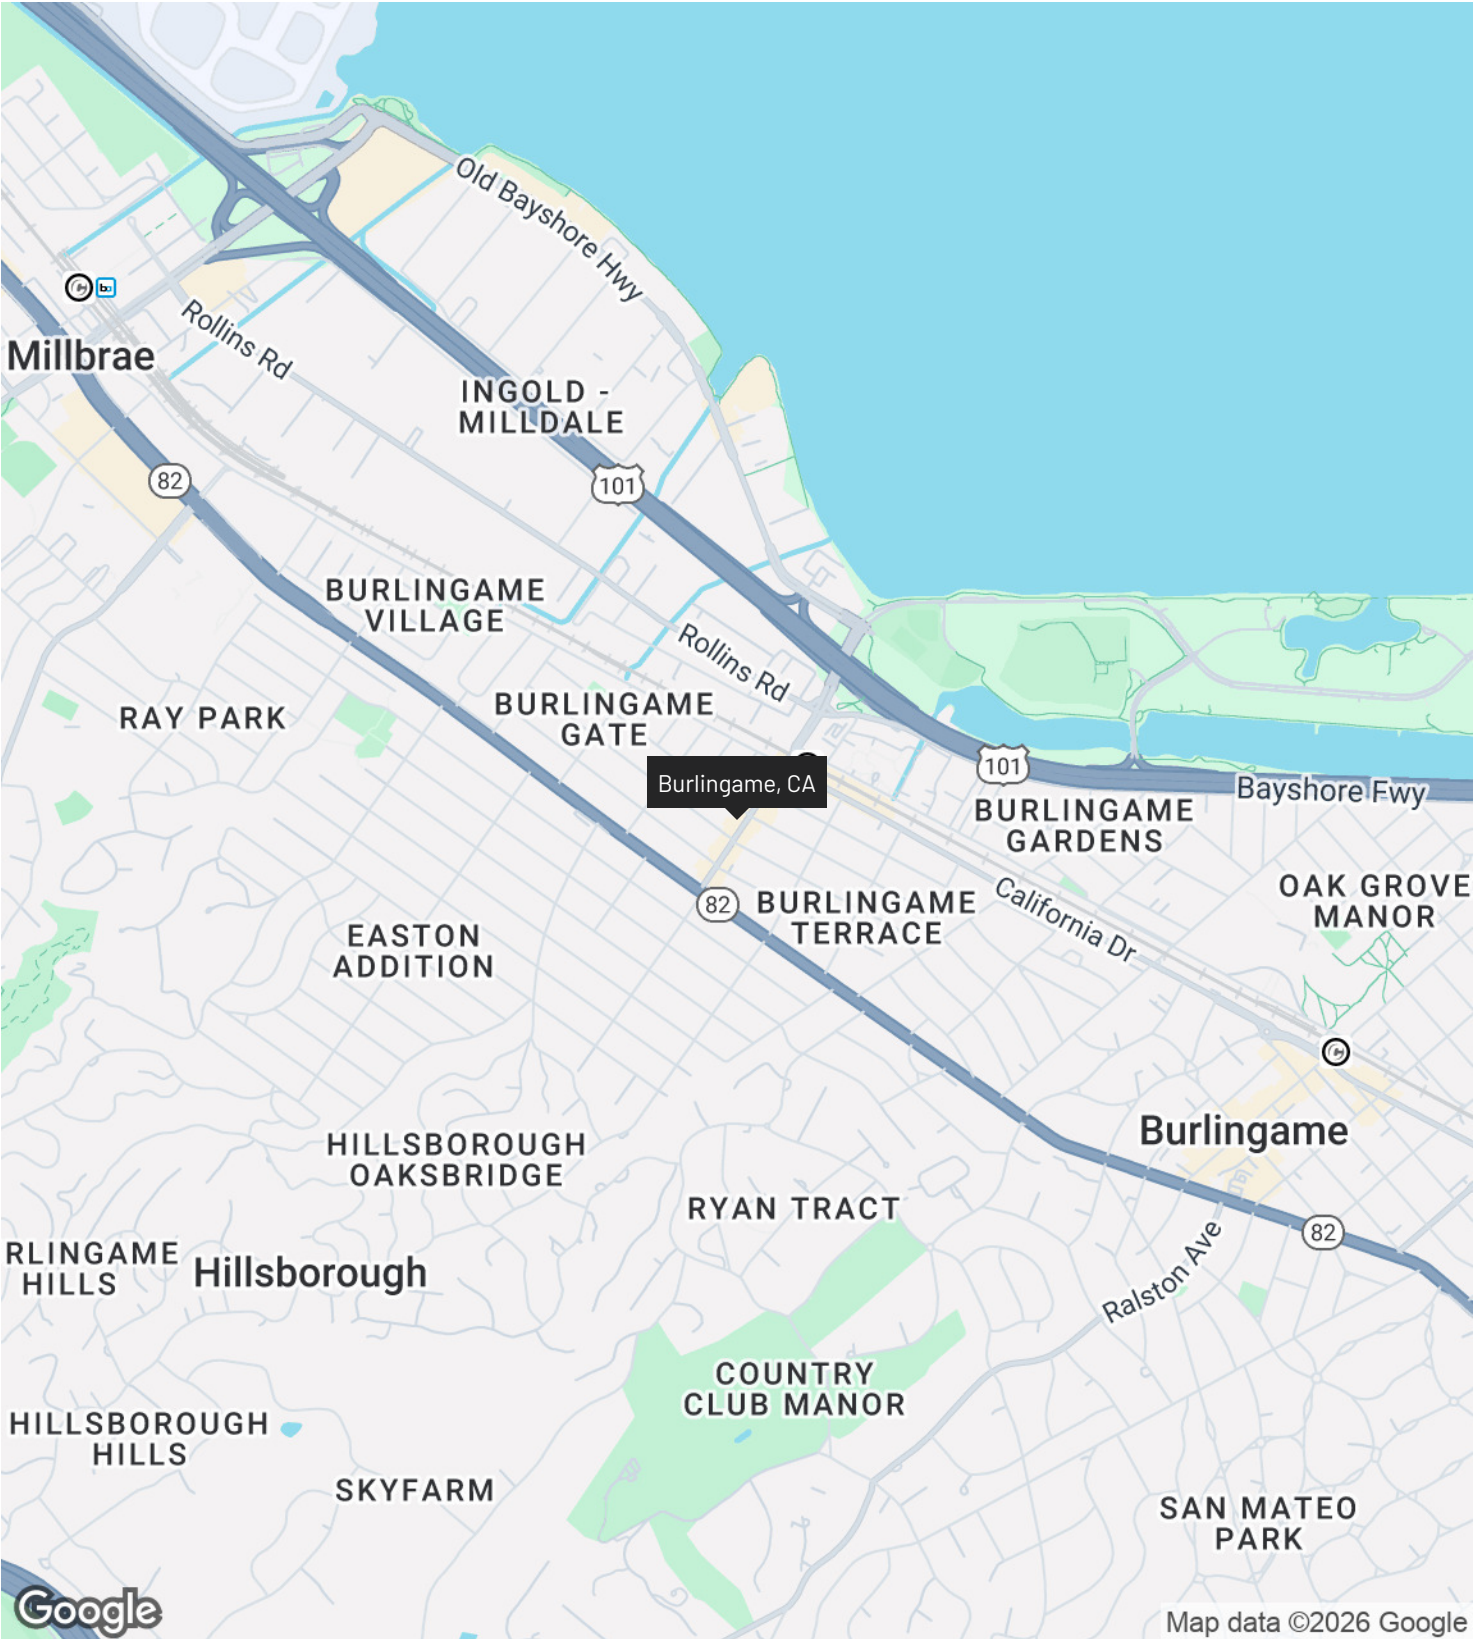 Old Bayshore Hwy
Rollins Rd
Millbrae
INGOLD -
MILLDALE
82
101
BURLINGAME
VILLAGE
Rollins Rd
RAY PARK
BURLINGAME
GATE
Burlingame, CA
101
Bayshore Fwy
BURLINGAME
GARDENS
OAK GROVE
MANOR
82
BURLINGAME
TERRACE
California Dr
EASTON
ADDITION
Burlingame
HILLSBOROUGH
OAKSBRIDGE
RYAN TRACT
82
RLINGAME
HILLS
Hillsborough
Ralston Ave
COUNTRY
CLUB MANOR
HILLSBOROUGH
HILLS
SKYFARM
SAN MATEO
PARK
Google
Map data ©2026 Google